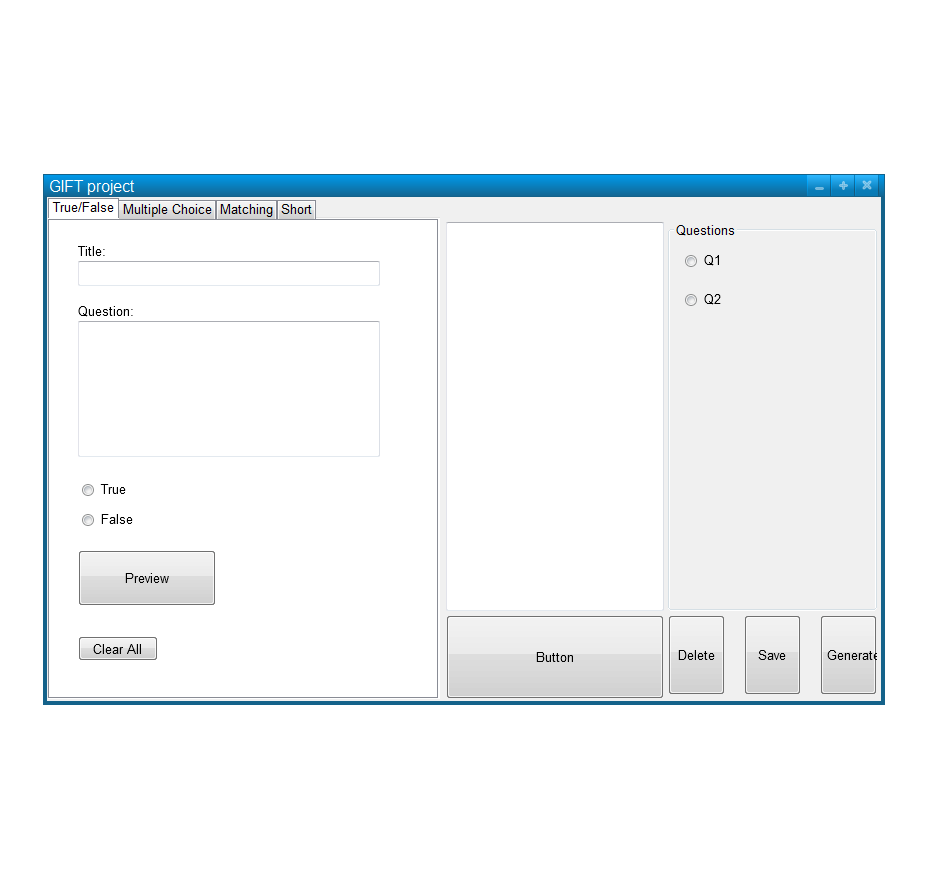 GIFT project
True/False Multiple Choice Matching Short
Title:
Question:
True
False
Preview
Clear All
Button
Questions
Q1
Q2
Delete Save Generate